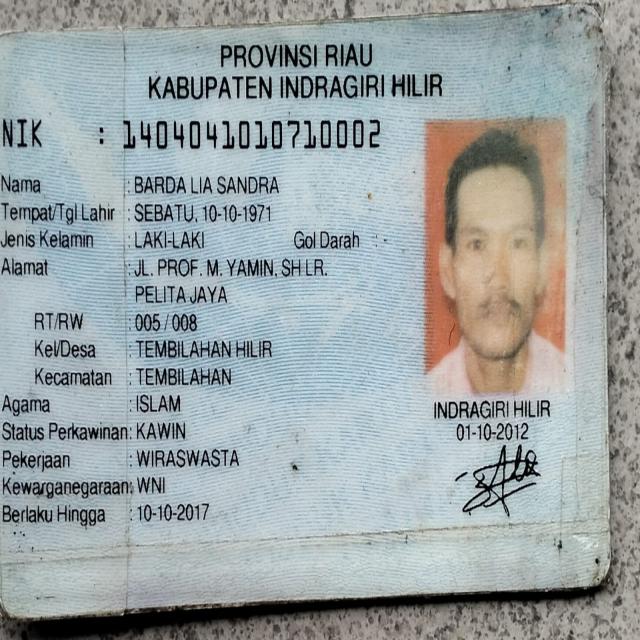 PROVINSI RIAU
KABUPATEN INDRAGIRI HILIR
NIK : 1404041010710002
Nama : BARDA LIA SANDRA
Tempat/Tgl Lahir : SEBATU, 10-10-1971
Jenis Kelamin : LAKI-LAKI Gol Darah : -
Alamat : JL. PROF. M. YAMIN. SH LR.
PELITA JAYA
RT/RW : 005 / 008
Kel/Desa : TEMBILAHAN HILIR
Kecamatan : TEMBILAHAN
Agama : ISLAM
Status Perkawinan: KAWIN
Pekerjaan : WIRASWASTA
Kewarganegaraan: WNI
Berlaku Hingga : 10-10-2017
INDRAGIRI HILIR
01-10-2012